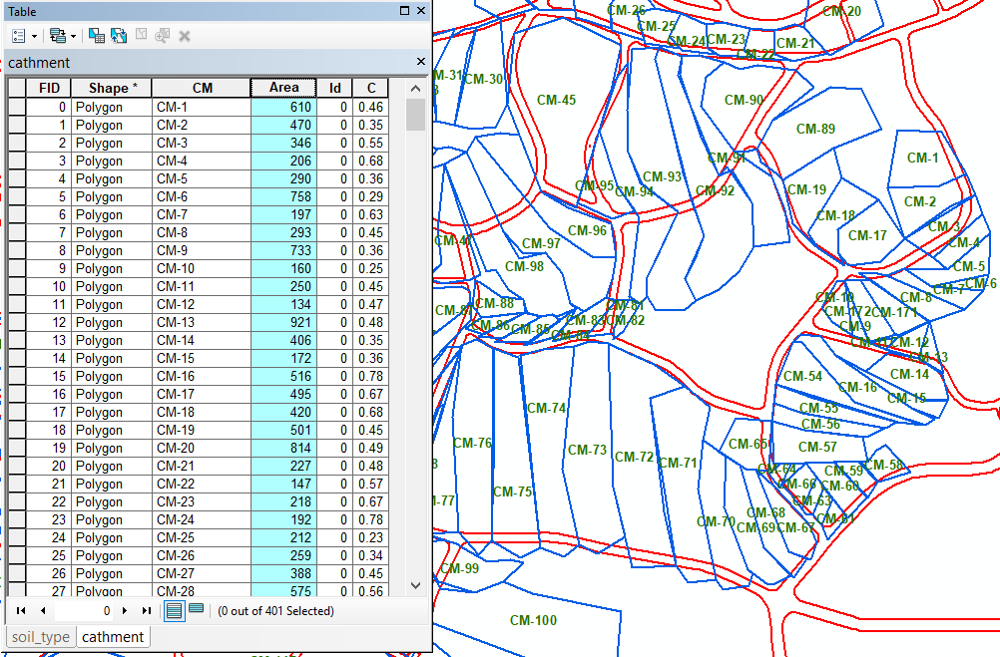 Table
cathment
FID Shape * CM Area Id C
0 Polygon CM-1 610 0 0.46
1 Polygon CM-2 470 0 0.35
2 Polygon CM-3 346 0 0.55
3 Polygon CM-4 206 0 0.68
4 Polygon CM-5 290 0 0.36
5 Polygon CM-6 758 0 0.29
6 Polygon CM-7 197 0 0.63
7 Polygon CM-8 293 0 0.45
8 Polygon CM-9 733 0 0.36
9 Polygon CM-10 160 0 0.25
10 Polygon CM-11 250 0 0.45
11 Polygon CM-12 134 0 0.47
12 Polygon CM-13 921 0 0.48
13 Polygon CM-14 406 0 0.35
14 Polygon CM-15 172 0 0.36
15 Polygon CM-16 516 0 0.78
16 Polygon CM-17 495 0 0.67
17 Polygon CM-18 420 0 0.68
18 Polygon CM-19 501 0 0.45
19 Polygon CM-20 814 0 0.49
20 Polygon CM-21 227 0 0.48
21 Polygon CM-22 147 0 0.57
22 Polygon CM-23 218 0 0.67
23 Polygon CM-24 192 0 0.78
24 Polygon CM-25 212 0 0.23
25 Polygon CM-26 259 0 0.34
26 Polygon CM-27 388 0 0.45
27 Polygon CM-28 575 0 0.56
0 (0 out of 401 Selected)
soil_type cathment
CM-26 CM-20
CM-25
CM-24 CM-23 CM-21
CM-22
M-31 CM-30
CM-45 CM-90
CM-89
CM-91 CM-1
CM-95 CM-94 CM-93 CM-92 CM-19
CM-2
CM-18
CM-96 CM-17 CM-3
CM-97 CM-4
CM-98 CM-5
CM-7 CM-6
CM-88 CM-81 CM-10 CM-8
CM-172 CM-171
CM-86 CM-85 CM-83 CM-82 CM-9
CM-84 CM-12
CM-13
CM-54 CM-14
CM-16
CM-15
CM-74 CM-55
CM-56
CM-76 CM-73 CM-72 CM-71 CM-65 CM-57
CM-64 CM-59 CM-58
CM-75 CM-66 CM-60
-77 CM-63
CM-70 CM-68 CM-61
CM-69 CM-67
CM-99
CM-100